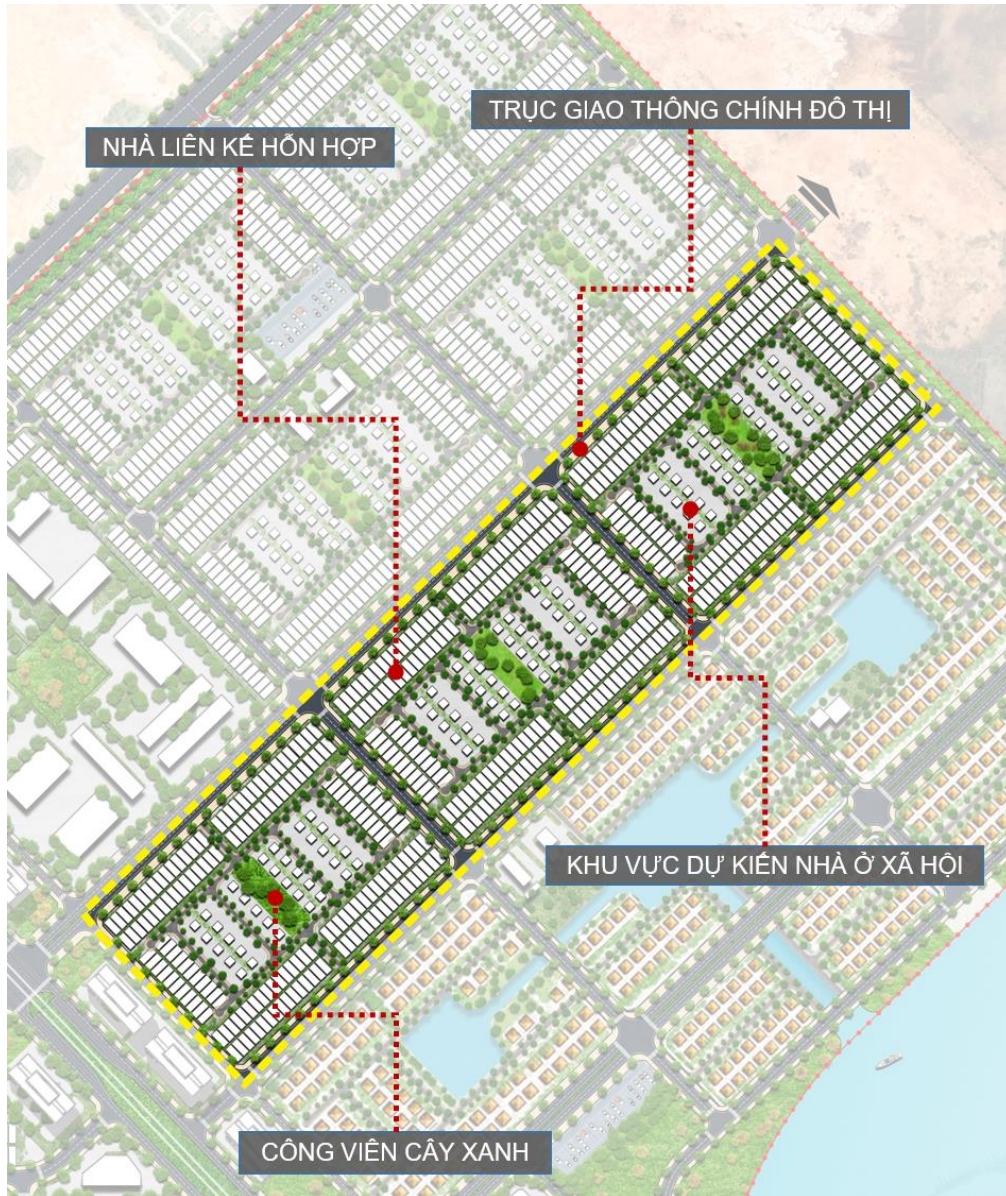 TRỤC GIAO THÔNG CHÍNH ĐÔ THỊ
NHÀ LIÊN KẾ HỖN HỢP
KHU VỰC DỰ KIẾN NHÀ Ở XÃ HỘI
CÔNG VIÊN CÂY XANH